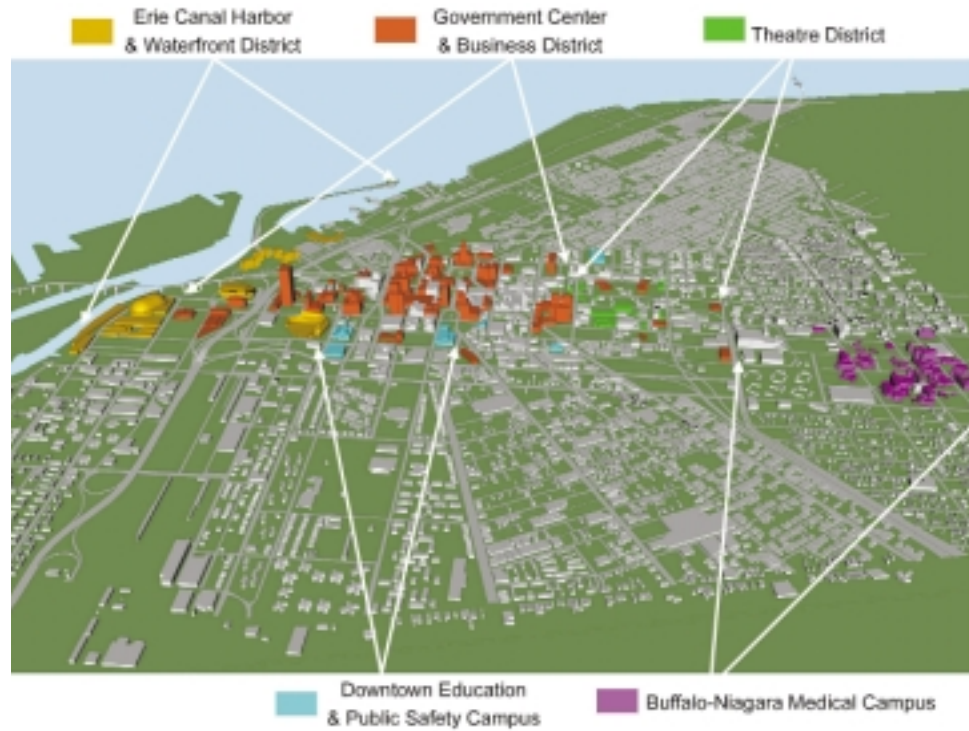 Erie Canal Harbor
& Waterfront District
Government Center
& Business District
Theatre District
Downtown Education
& Public Safety Campus
Buffalo-Niagara Medical Campus